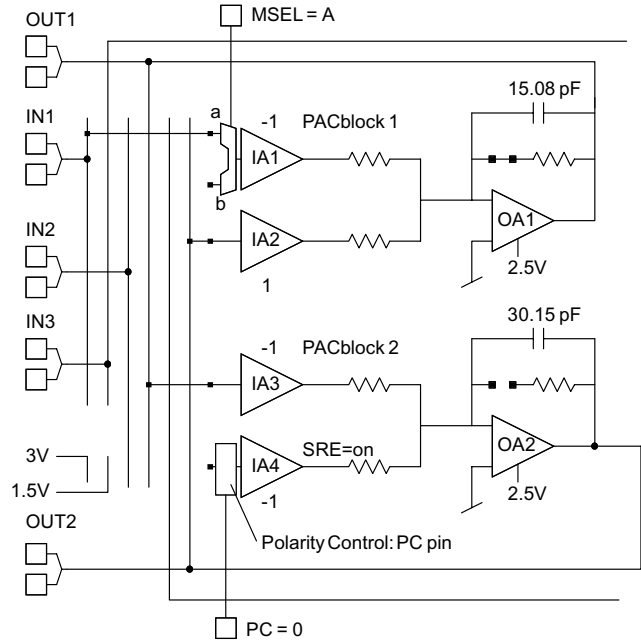 OUT1
MSEL = A
15.08 pF
a
-1
PACblock 1
IN1
IA1
b
OA1
IN2
IA2
2.5V
1
IN3
30.15 pF
-1
PACblock 2
IA3
SRE=on
OA2
3V
IA4
2.5V
1.5V
-1
OUT2
Polarity Control: PC pin
PC = 0